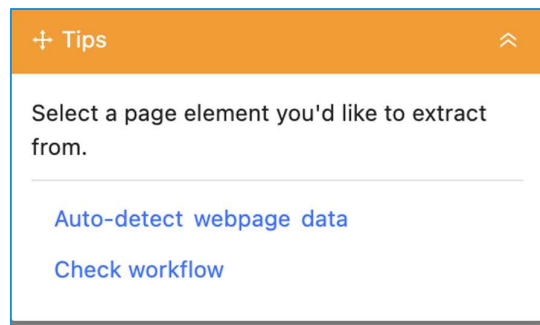 Tips
Select a page element you'd like to extract
from.
Auto-detect webpage data
Check workflow